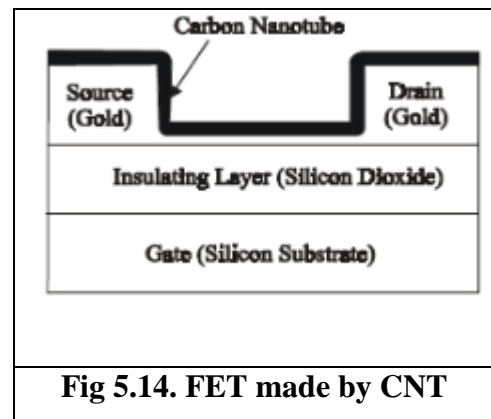 Carbon Nanotube
Source
(Gold)
Drain
(Gold)
Insulating Layer (Silicon Dioxide)
Gate (Silicon Substrate)
Fig 5.14. FET made by CNT